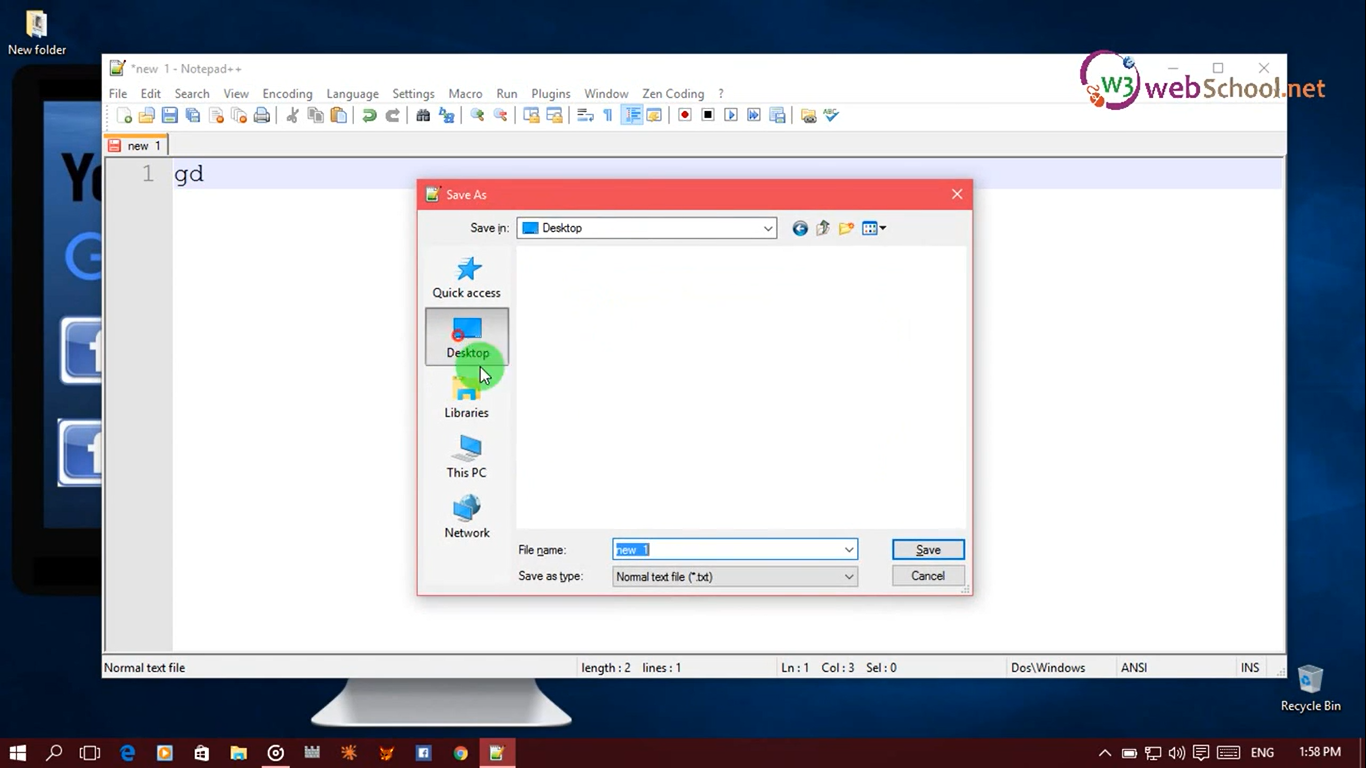 New folder
*new 1 - Notepad++
W3 webSchool.net
File Edit Search View Encoding Language Settings Macro Run Plugins Window Zen Coding ?
ABC
new 1
1 gd
Save As
Save in: Desktop
Quick access
Desktop
Libraries
This PC
Network
File name: new 1 Save
Save as type: Normal text file (*.txt) Cancel
Normal text file length : 2 lines : 1 Ln : 1 Col : 3 Sel : 0 Dos\Windows ANSI INS
Recycle Bin
ENG 1:58 PM